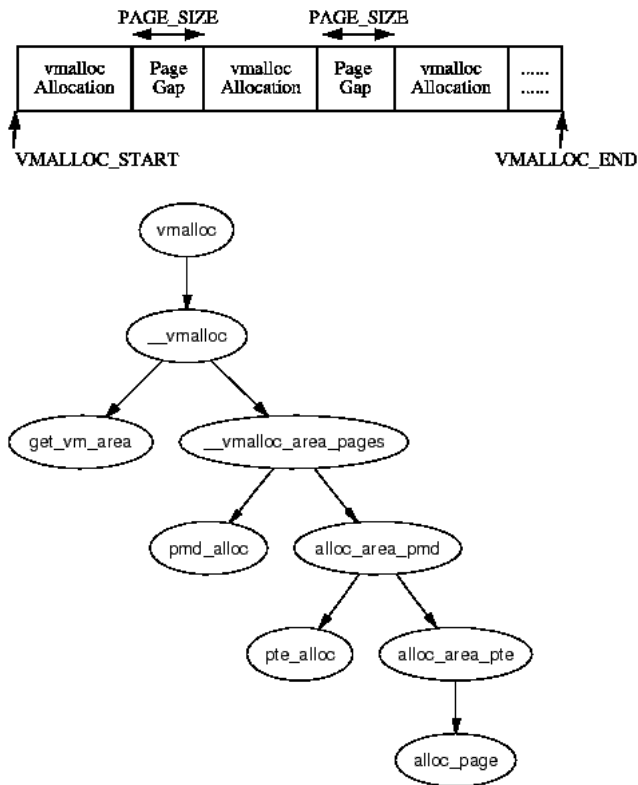 PAGE_SIZE PAGE_SIZE
vmalloc Page vmalloc Page vmalloc ......
Allocation Gap Allocation Gap Allocation ......
VMALLOC_START VMALLOC_END
vmalloc
__vmalloc
get_vm_area __vmalloc_area_pages
pmd_alloc alloc_area_pmd
pte_alloc alloc_area_pte
alloc_page